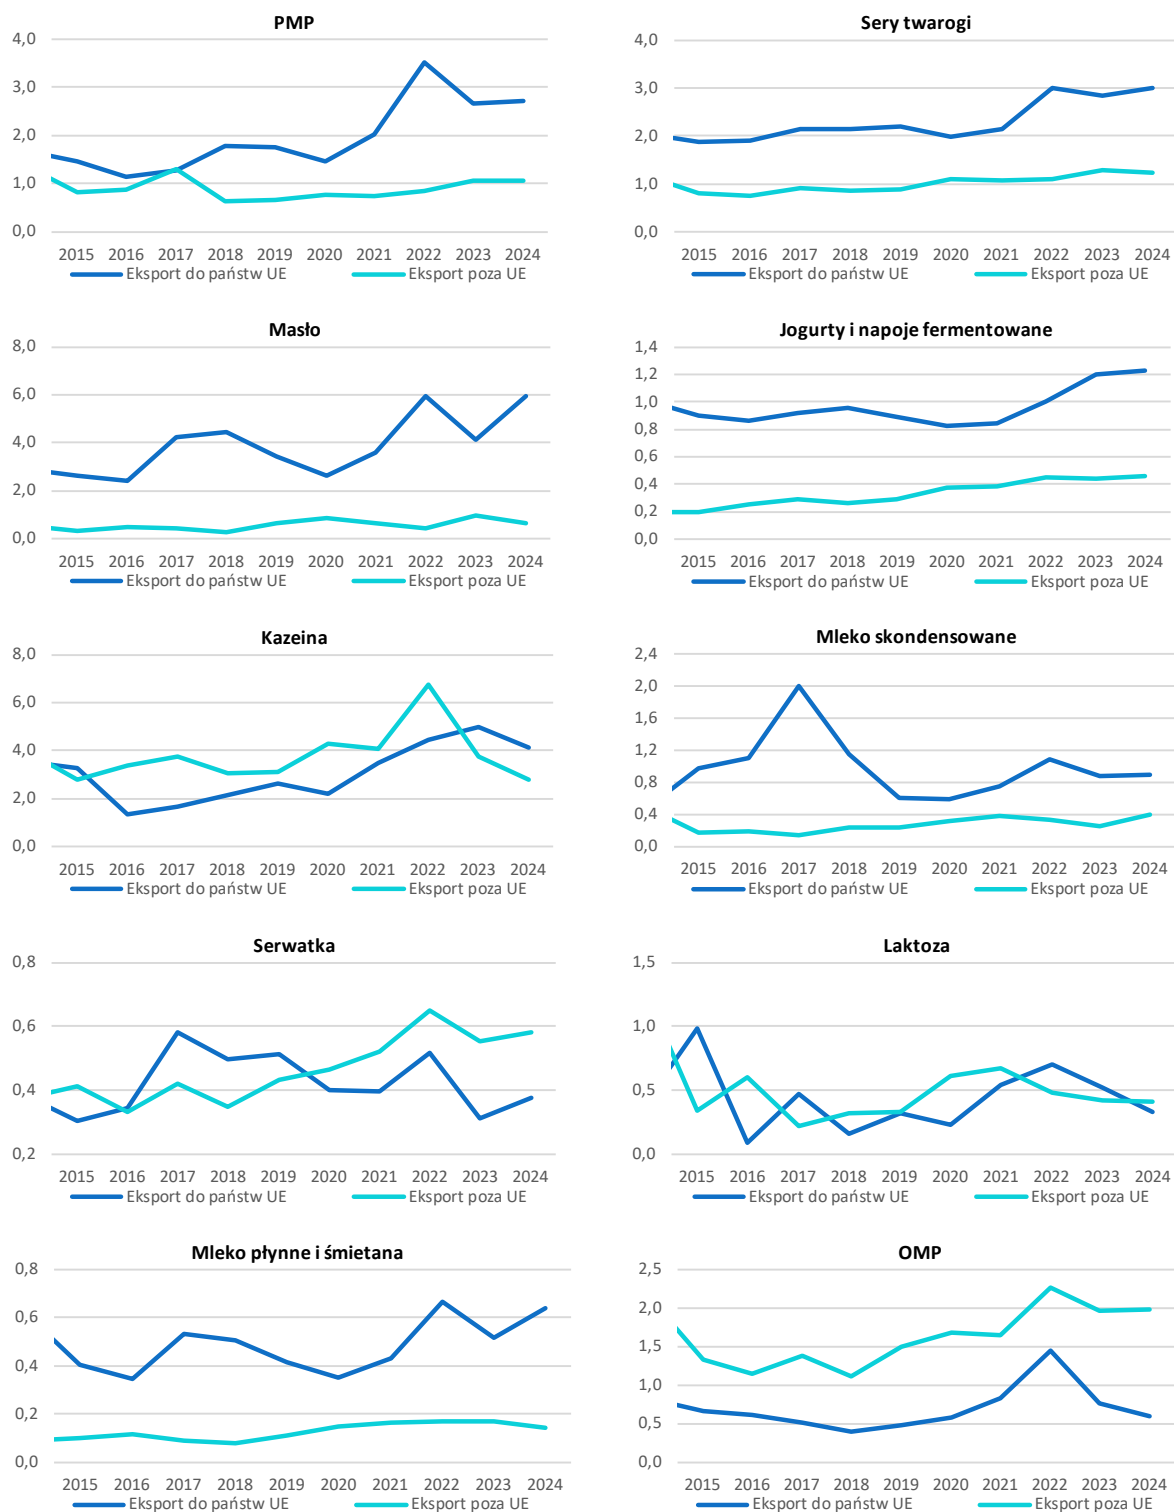 PMP
4,0
3,0
2,0
1,0
0,0
2015 2016 2017 2018 2019 2020 2021 2022 2023 2024
Eksport do państw UE Eksport poza UE
Sery twarogi
4,0
3,0
2,0
1,0
0,0
2015 2016 2017 2018 2019 2020 2021 2022 2023 2024
Eksport do państw UE Eksport poza UE
Masło
8,0
6,0
4,0
2,0
0,0
2015 2016 2017 2018 2019 2020 2021 2022 2023 2024
Eksport do państw UE Eksport poza UE
Jogurty i napoje fermentowane
1,4
1,2
1,0
0,8
0,6
0,4
0,2
0,0
2015 2016 2017 2018 2019 2020 2021 2022 2023 2024
Eksport do państw UE Eksport poza UE
Kazeina
8,0
6,0
4,0
2,0
0,0
2015 2016 2017 2018 2019 2020 2021 2022 2023 2024
Eksport do państw UE Eksport poza UE
Mleko skondensowane
2,4
2,0
1,6
1,2
0,8
0,4
0,0
2015 2016 2017 2018 2019 2020 2021 2022 2023 2024
Eksport do państw UE Eksport poza UE
Serwatka
0,8
0,6
0,4
0,2
2015 2016 2017 2018 2019 2020 2021 2022 2023 2024
Eksport do państw UE Eksport poza UE
Laktoza
1,5
1,0
0,5
0,0
2015 2016 2017 2018 2019 2020 2021 2022 2023 2024
Eksport do państw UE Eksport poza UE
Mleko płynne i śmietana
0,8
0,6
0,4
0,2
0,0
2015 2016 2017 2018 2019 2020 2021 2022 2023 2024
Eksport do państw UE Eksport poza UE
OMP
2,5
2,0
1,5
1,0
0,5
0,0
2015 2016 2017 2018 2019 2020 2021 2022 2023 2024
Eksport do państw UE Eksport poza UE